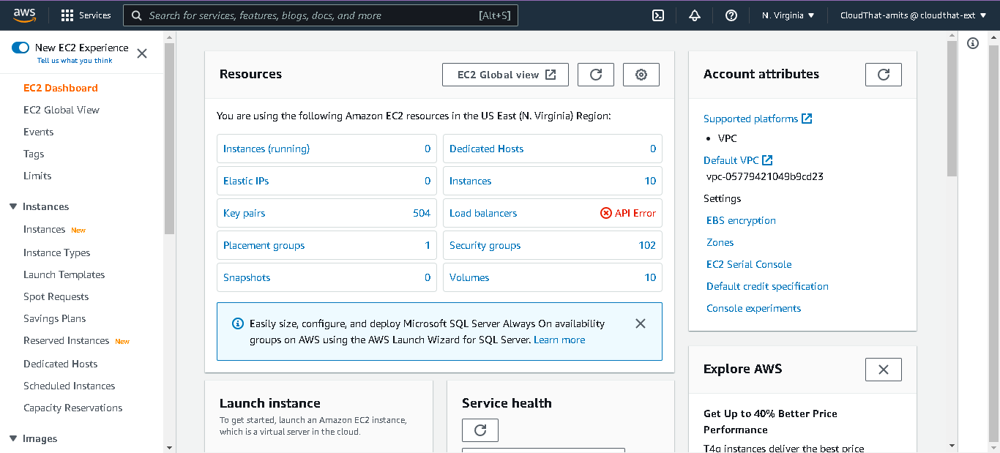 aws
Services
Search for services, features, blogs, docs, and more
[Alt+S]
N. Virginia
CloudThat-amits @ cloudthat-ext
New EC2 Experience
Tell us what you think
EC2 Dashboard
EC2 Global View
Events
Tags
Limits
Instances
Instances New
Instance Types
Launch Templates
Spot Requests
Savings Plans
Reserved Instances New
Dedicated Hosts
Scheduled Instances
Capacity Reservations
Images
Resources
EC2 Global view
You are using the following Amazon EC2 resources in the US East (N. Virginia) Region:
Instances (running) 0
Dedicated Hosts 0
Elastic IPs 0
Instances 10
Key pairs 504
Load balancers API Error
Placement groups 1
Security groups 102
Snapshots 0
Volumes 10
Easily size, configure, and deploy Microsoft SQL Server Always On availability
groups on AWS using the AWS Launch Wizard for SQL Server. Learn more
Launch instance
To get started, launch an Amazon EC2 instance,
which is a virtual server in the cloud.
Service health
Account attributes
Supported platforms
• VPC
Default VPC
vpc-05779421049b9cd23
Settings
EBS encryption
Zones
EC2 Serial Console
Default credit specification
Console experiments
Explore AWS
Get Up to 40% Better Price
Performance
T4g instances deliver the best price